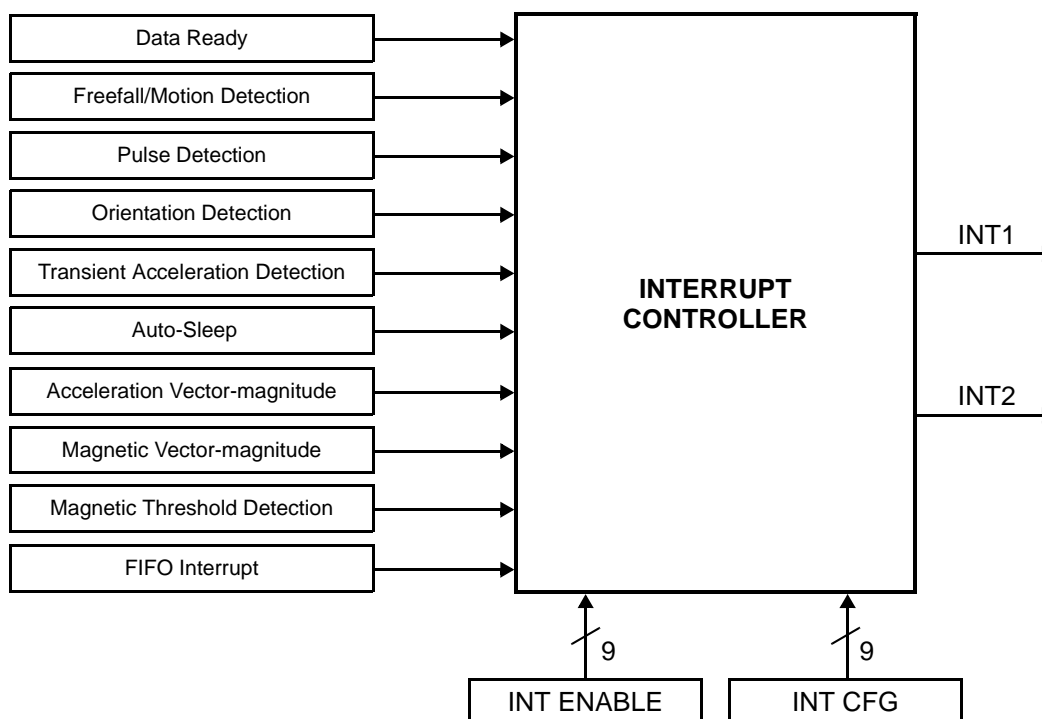 Data Ready
Freefall/Motion Detection
Pulse Detection
Orientation Detection
Transient Acceleration Detection
Auto-Sleep
Acceleration Vector-magnitude
Magnetic Vector-magnitude
Magnetic Threshold Detection
FIFO Interrupt
INTERRUPT
CONTROLLER
INT1
INT2
9
9
INT ENABLE
INT CFG